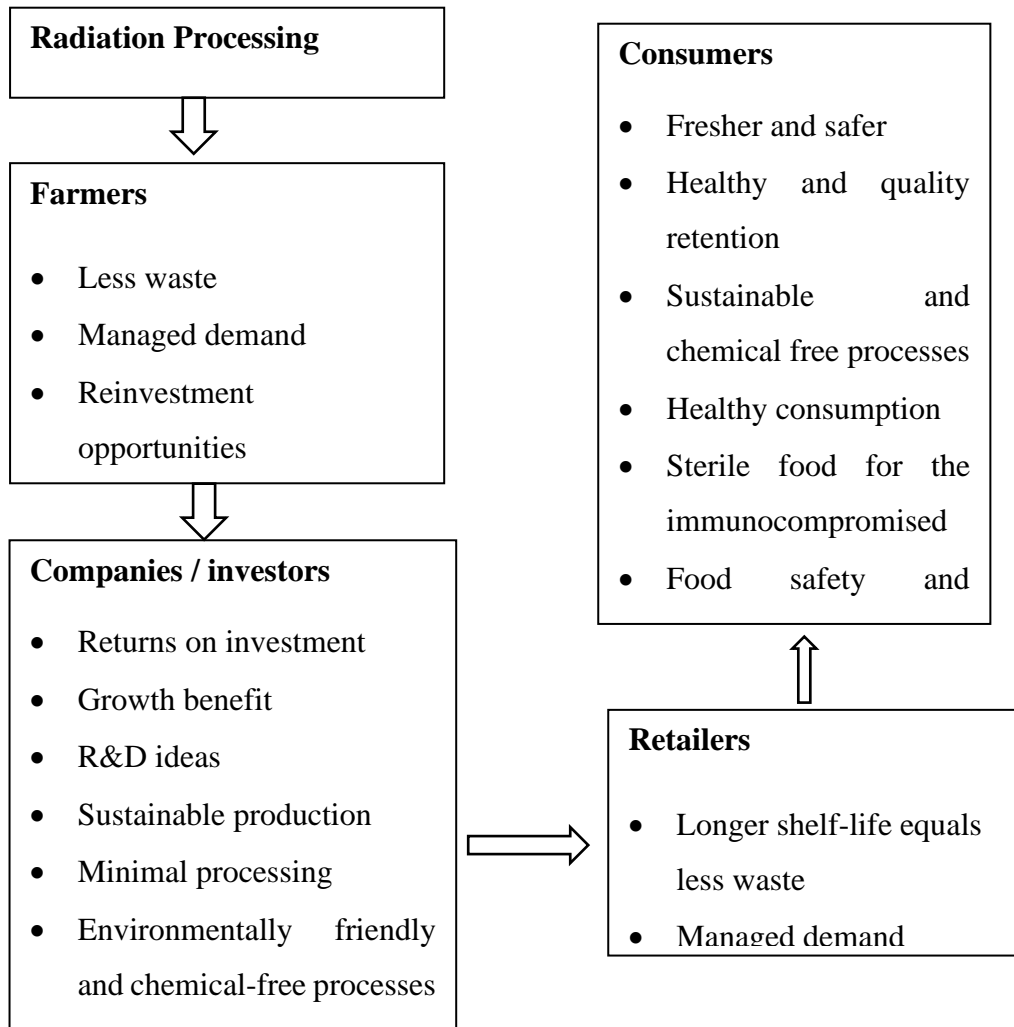 Radiation Processing
Farmers
• Less waste
• Managed demand
• Reinvestment
opportunities
Companies / investors
• Returns on investment
• Growth benefit
• R&D ideas
• Sustainable production
• Minimal processing
• Environmentally friendly
and chemical-free processes
Retailers
• Longer shelf-life equals
less waste
• Managed demand
Consumers
• Fresher and safer
• Healthy and quality
retention
• Sustainable and
chemical free processes
• Healthy consumption
• Sterile food for the
immunocompromised
• Food safety and